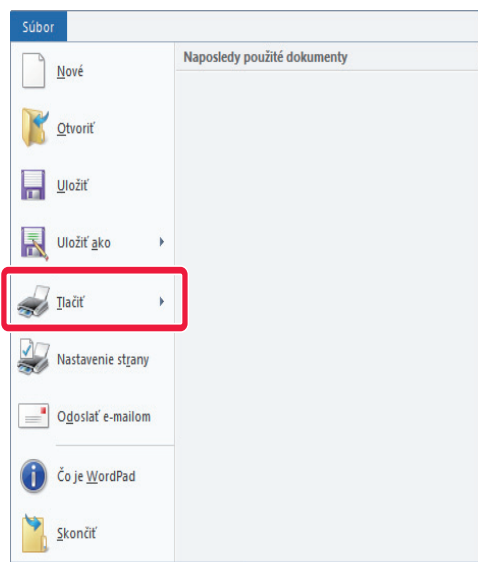 Súbor
Naposledy použité dokumenty
Nové
Otvoriť
Uložiť
Uložiť ako
Tlačiť
Nastavenie strany
Odoslať e-mailom
Čo je WordPad
Skončiť